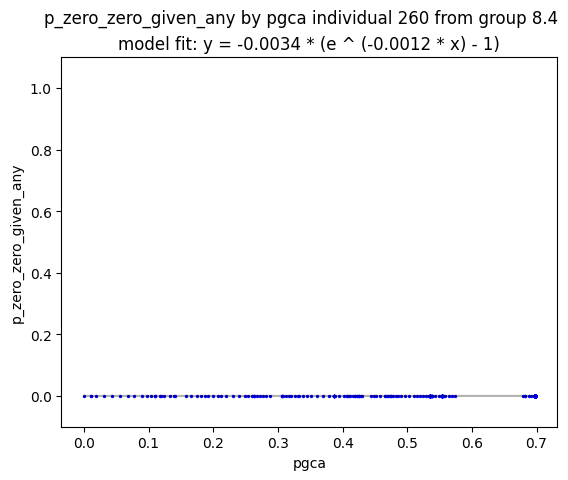 p_zero_zero_given_any by pgca individual 260 from group 8.4
model fit: y = -0.0034 * (e ^ (-0.0012 * x) - 1)
1.0
0.8
0.6
0.4
0.2
0.0
p_zero_zero_given_any
0.0 0.1 0.2 0.3 0.4 0.5 0.6 0.7
pgca